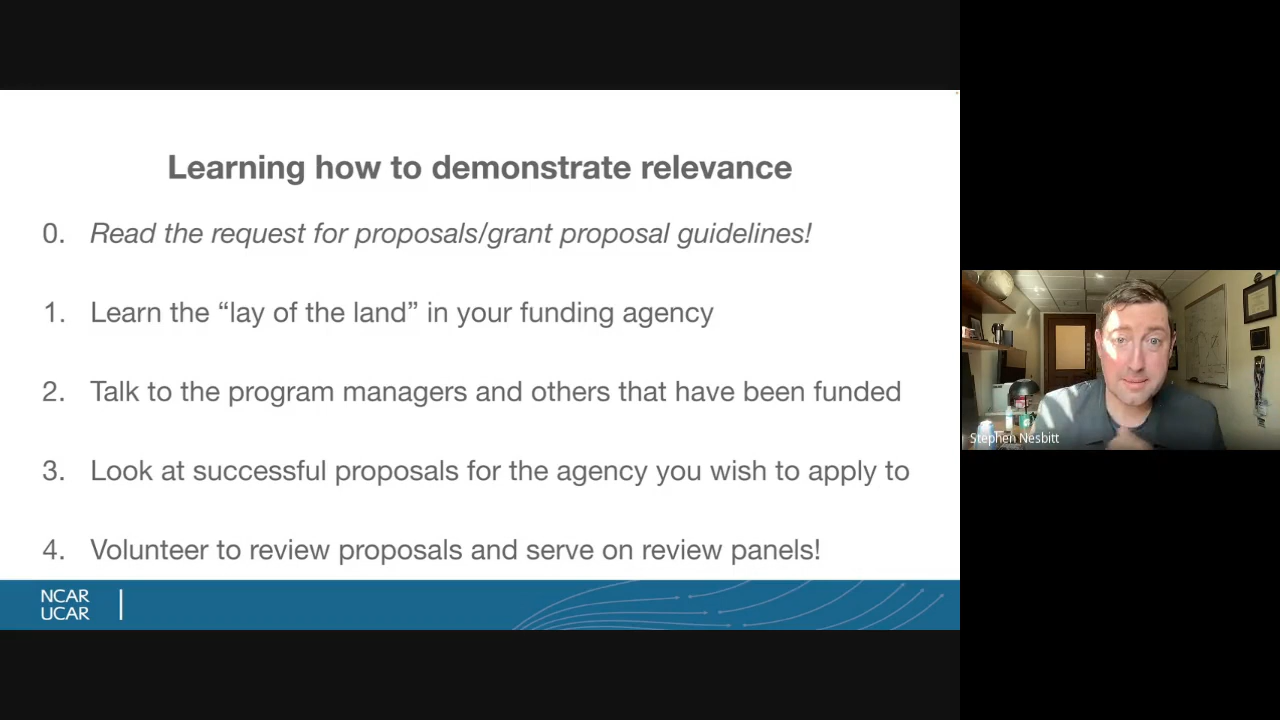 Learning how to demonstrate relevance
0. Read the request for proposals/grant proposal guidelines!
1. Learn the “lay of the land” in your funding agency
2. Talk to the program managers and others that have been funded
3. Look at successful proposals for the agency you wish to apply to
4. Volunteer to review proposals and serve on review panels!
NCAR
UCAR
Stephen Nesbitt